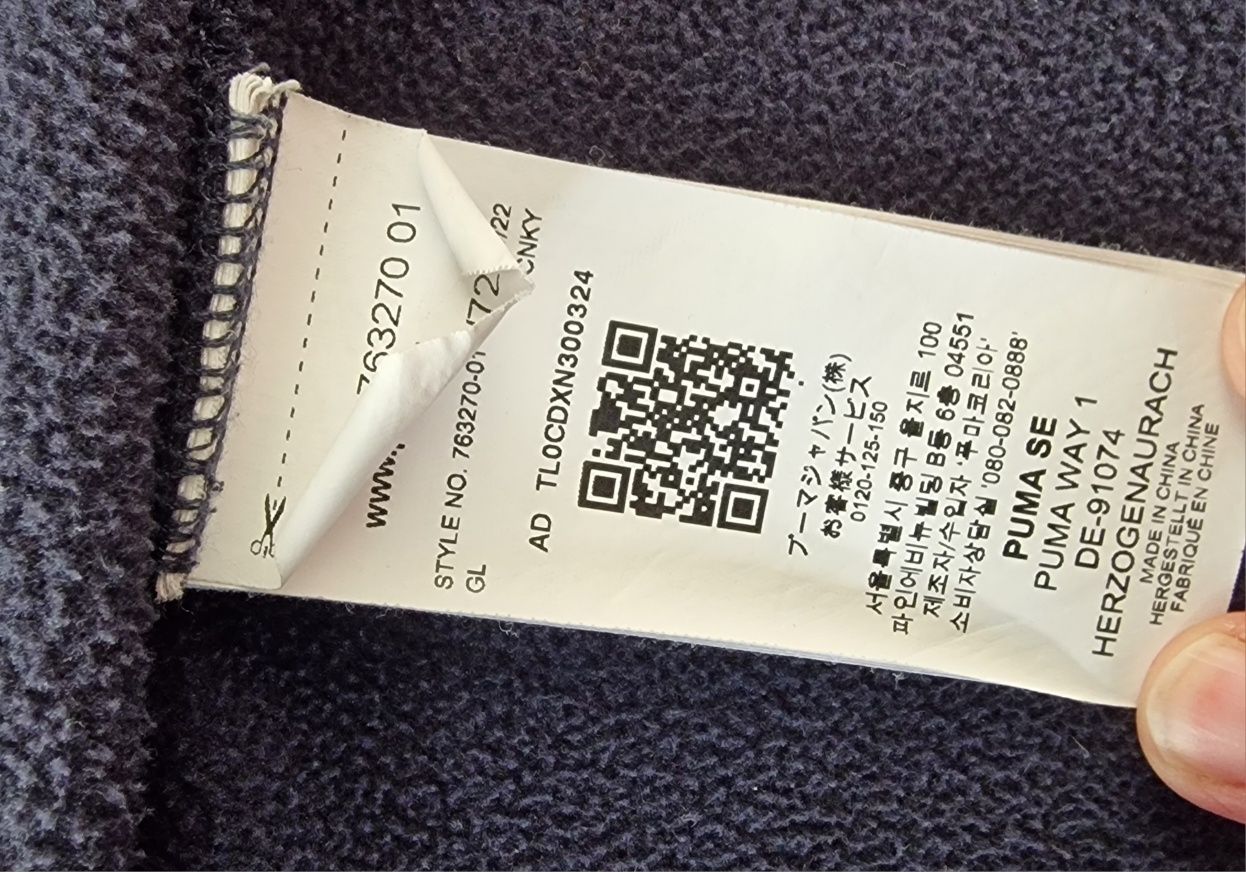 763270 01
www.
STYLE NO. 763270-01
GL
AD TL0CDXN300324
プーマジャパン(株)
お客様サービス
0120-125-150
서울특별시 중구 을지로 100
파인에비뉴빌딩 B동 6층 04551
제조자/수입자 '푸마코리아'
소비자상담실 '080-082-0888'
PUMA SE
PUMA WAY 1
DE-91074
HERZOGENAURACH
MADE IN CHINA
HERGESTELLT IN CHINA
FABRIQUÉ EN CHINE